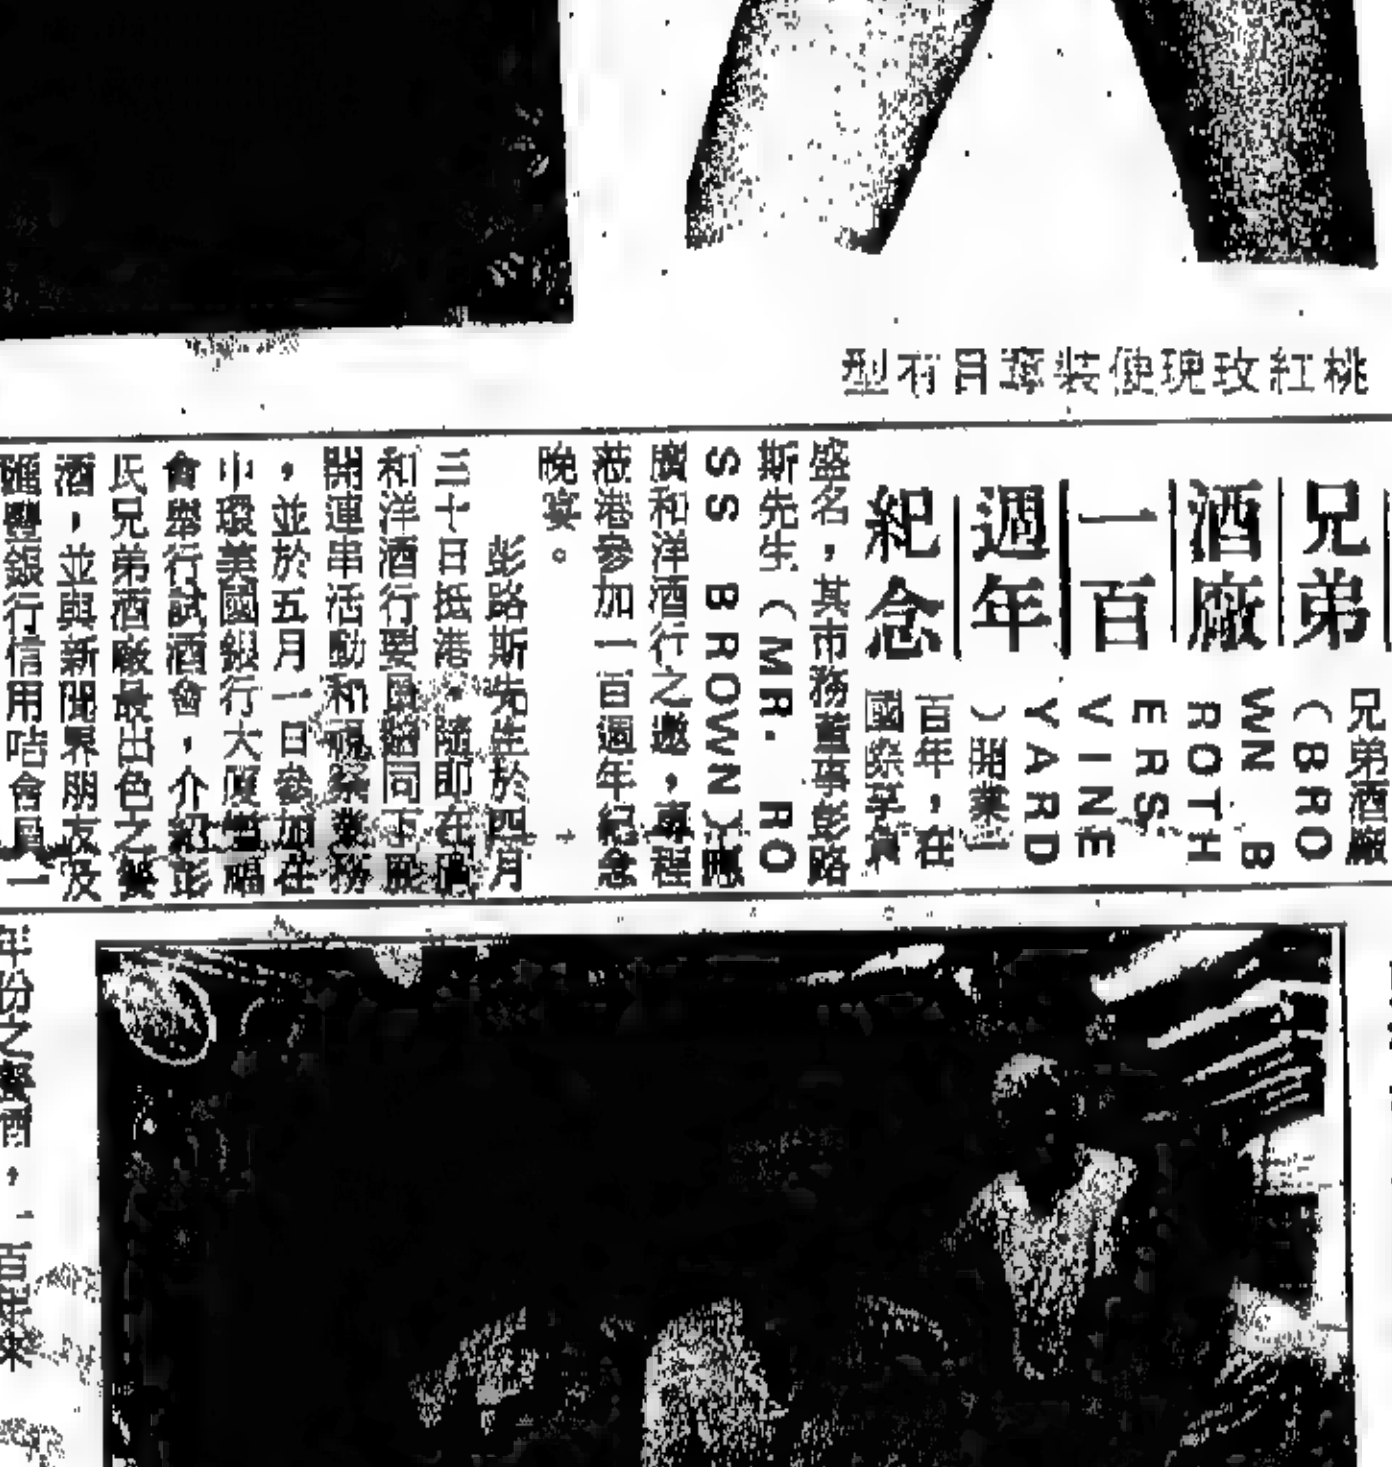 桃紅玫瑰使裝
有型
兄弟
酒廠
一百
週年
紀念
兄弟酒廠
（BRO
WN B
ROTH
ERS
VINE
YARD
）開業
百年，在
國際享負
盛名，其市務董事彭路
斯先生（MR. RO
SS BROWN）應
廣和洋酒行之邀，專程
蒞港參加一百週年紀念
晚宴。
彭路斯先生於四月
三十日抵港，隨即在
和洋酒行要員陪同下展
開連串活動和視察業務
，並於五月一日參加在
中環美國銀行大廈
會舉行試酒會，介紹彭
氏兄弟酒廠最出色之餐
酒，並與新聞界朋友及
滙豐銀行信用咭會員一
年份之餐酒，一百年來